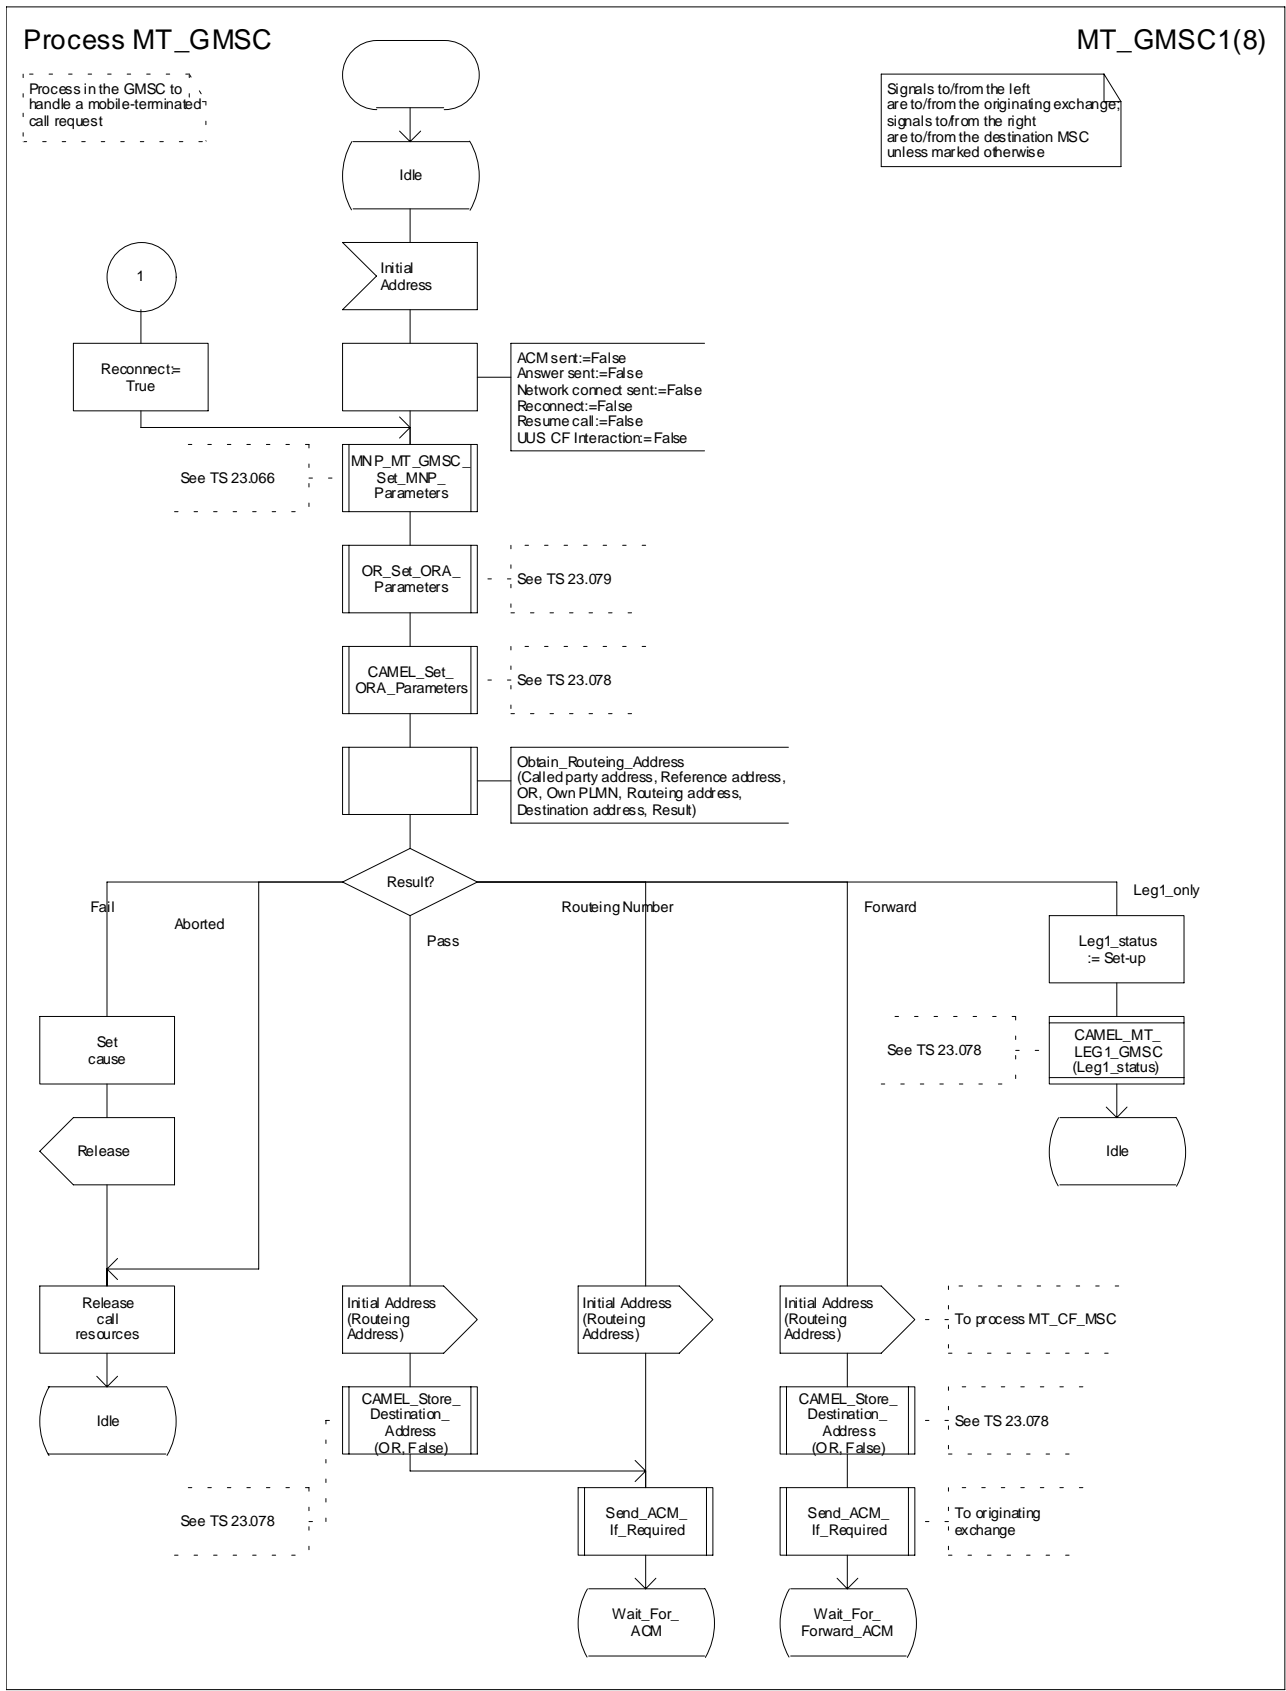 Process MT_GMSC
MT_GMSC1(8)
Process in the GMSC to
handle a mobile-terminated
call request
Signals to/from the left
are to/from the originating exchange;
signals to/from the right
are to/from the destination MSC
unless marked otherwise
Idle
Initial
Address
1
Reconnect:=
True
ACM sent:=False
Answer sent:=False
Network connect sent:=False
Reconnect:=False
Resume call:=False
UUS CF Interaction:=False
See TS 23.066
MNP_MT_GMSC_
Set_MNP_
Parameters
OR_Set_ORA_
Parameters
See TS 23.079
CAMEL_Set_
ORA_Parameters
See TS 23.078
Obtain_Routeing_Address
(Called party address, Reference address,
OR, Own PLMN, Routeing address,
Destination address, Result)
Result?
Fail
Aborted
Pass
Routeing Number
Forward
Leg1_only
Leg1_status
:= Set-up
Set
cause
See TS 23.078
CAMEL_MT_
LEG1_GMSC
(Leg1_status)
Release
Idle
Release
call
resources
Initial Address
(Routeing
Address)
Initial Address
(Routeing
Address)
Initial Address
(Routeing
Address)
To process MT_CF_MSC
Idle
CAMEL_Store_
Destination_
Address
(OR, False)
CAMEL_Store_
Destination_
Address
(OR, False)
See TS 23.078
See TS 23.078
Send_ACM_
If_Required
Send_ACM_
If_Required
To originating
exchange
Wait_For_
ACM
Wait_For_
Forward_ACM